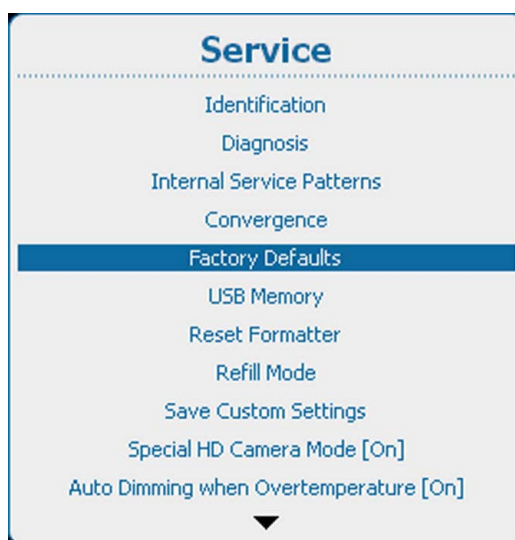 Service
Identification
Diagnosis
Internal Service Patterns
Convergence
Factory Defaults
USB Memory
Reset Formatter
Refill Mode
Save Custom Settings
Special HD Camera Mode [On]
Auto Dimming when Overtemperature [On]